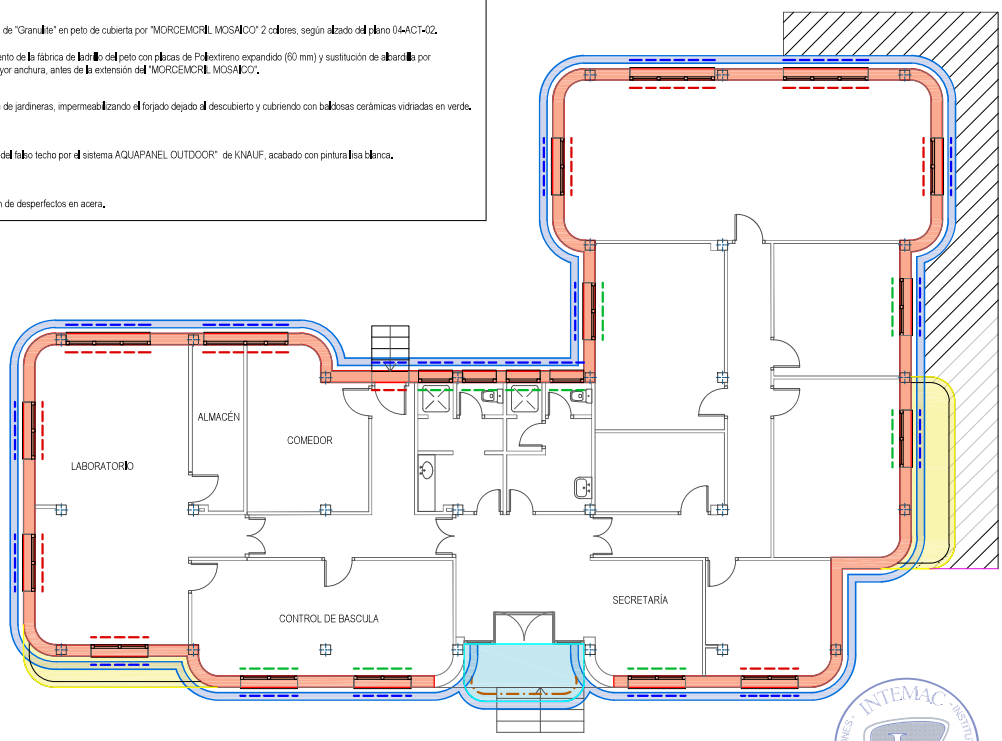 de "Granulite" en peto de cubierta por "MORCEMCRIL MOSAICO" 2 colores, según alzado del plano 04-ACT-02.
ento de la fábrica de ladrillo del peto con placas de Poliextireno expandido (60 mm) y sustitución de albardilla por
yor anchura, antes de la extensión del "MORCEMCRIL MOSAICO".
de jardineras, impermeabilizando el forjado dejado al descubierto y cubriendo con baldosas cerámicas vidriadas en verde.
del falso techo por el sistema AQUAPANEL OUTDOOR" de KNAUF, acabado con pintura lisa blanca.
n de desperfectos en acera.
ALMACÉN
COMEDOR
LABORATORIO
SECRETARÍA
CONTROL DE BASCULA
INTEMAC